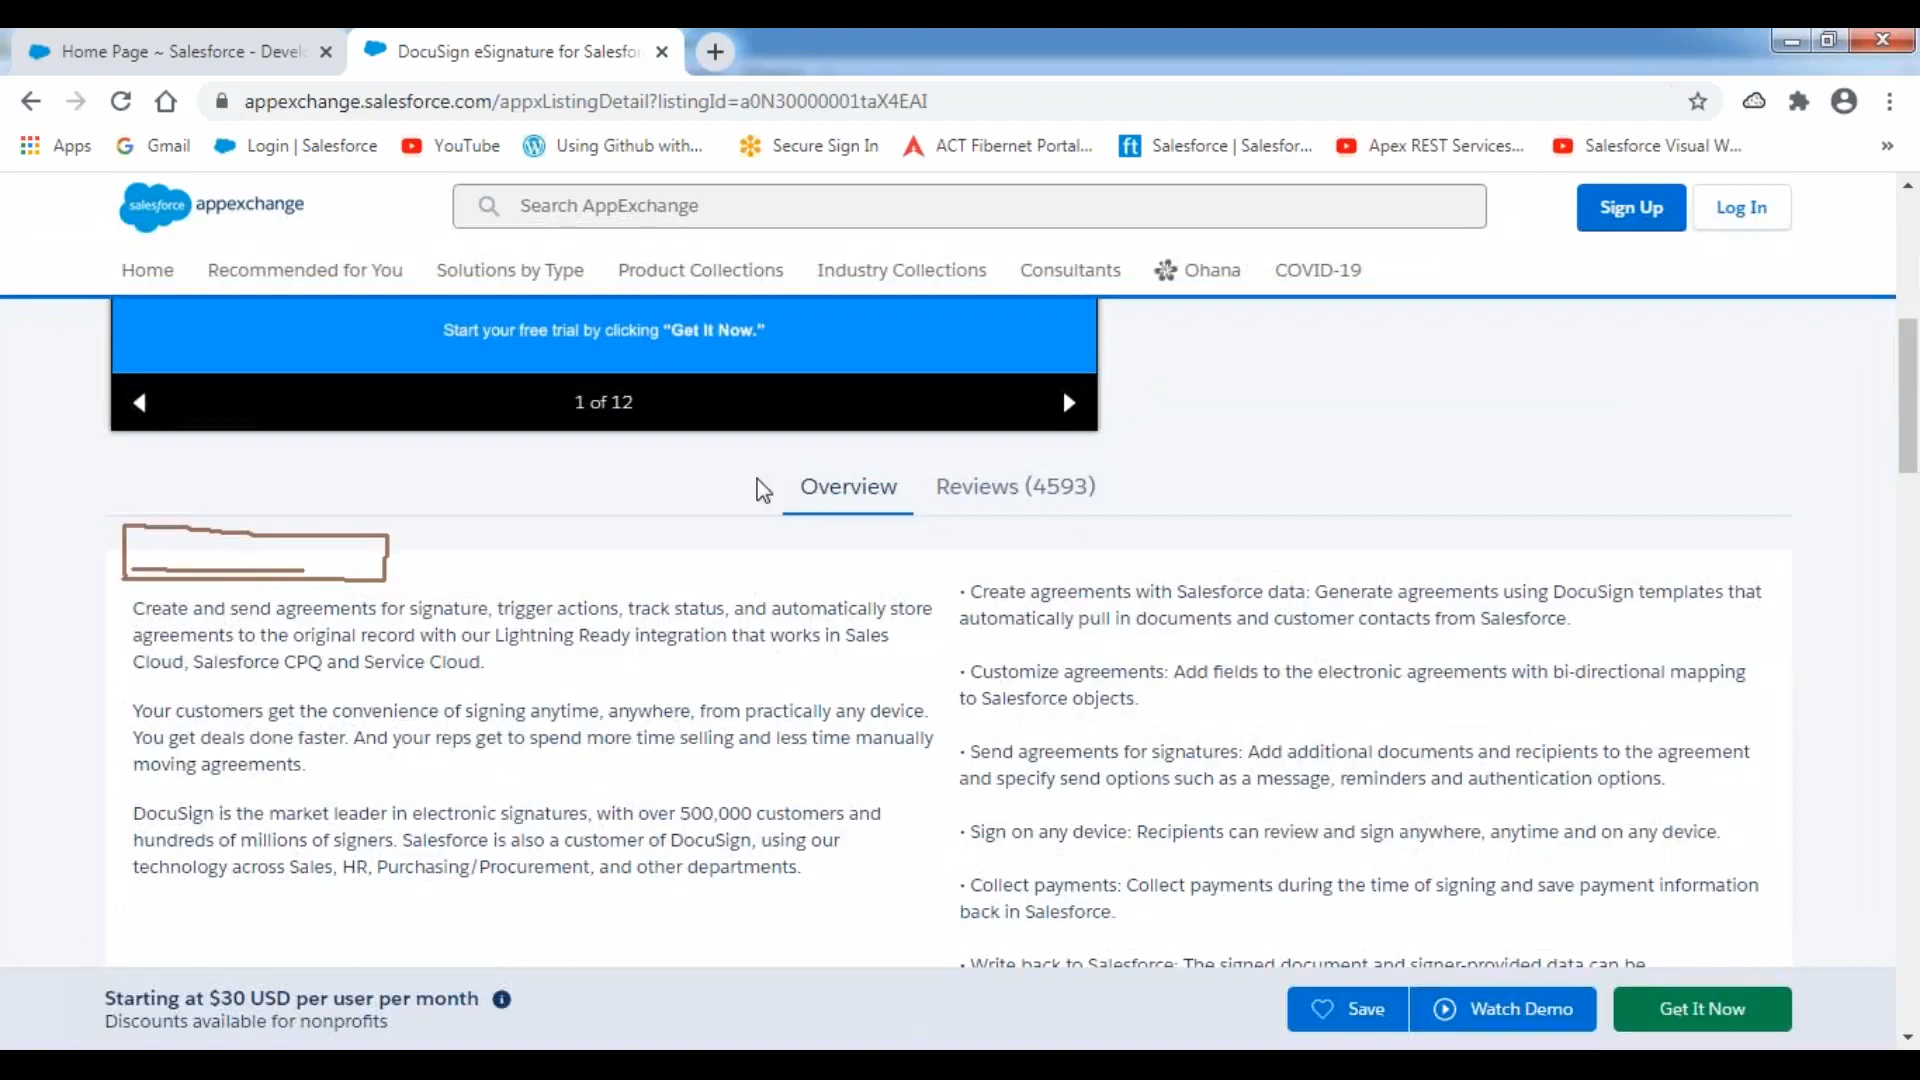 Home Page ~ Salesforce - Devel
DocuSign eSignature for Salesfor
appexchange.salesforce.com/appxListingDetail?listingId=a0N30000001taX4EAI
Apps
Gmail
Login | Salesforce
YouTube
Using Github with...
Secure Sign In
ACT Fibernet Portal...
ft
Salesforce | Salesfor...
Apex REST Services...
Salesforce Visual W...
»
salesforce appexchange
Search AppExchange
Sign Up
Log In
Home
Recommended for You
Solutions by Type
Product Collections
Industry Collections
Consultants
Ohana
COVID-19
Start your free trial by clicking "Get It Now."
1 of 12
Overview
Reviews (4593)
Create and send agreements for signature, trigger actions, track status, and automatically store
agreements to the original record with our Lightning Ready integration that works in Sales
Cloud, Salesforce CPQ and Service Cloud.
Your customers get the convenience of signing anytime, anywhere, from practically any device.
You get deals done faster. And your reps get to spend more time selling and less time manually
moving agreements.
DocuSign is the market leader in electronic signatures, with over 500,000 customers and
hundreds of millions of signers. Salesforce is also a customer of DocuSign, using our
technology across Sales, HR, Purchasing/Procurement, and other departments.
• Create agreements with Salesforce data: Generate agreements using DocuSign templates that
automatically pull in documents and customer contacts from Salesforce.
• Customize agreements: Add fields to the electronic agreements with bi-directional mapping
to Salesforce objects.
• Send agreements for signatures: Add additional documents and recipients to the agreement
and specify send options such as a message, reminders and authentication options.
• Sign on any device: Recipients can review and sign anywhere, anytime and on any device.
• Collect payments: Collect payments during the time of signing and save payment information
back in Salesforce.
• Write back to Salesforce: The signed document and signer-provided data can be
Starting at $30 USD per user per month
Discounts available for nonprofits
Save
Watch Demo
Get It Now